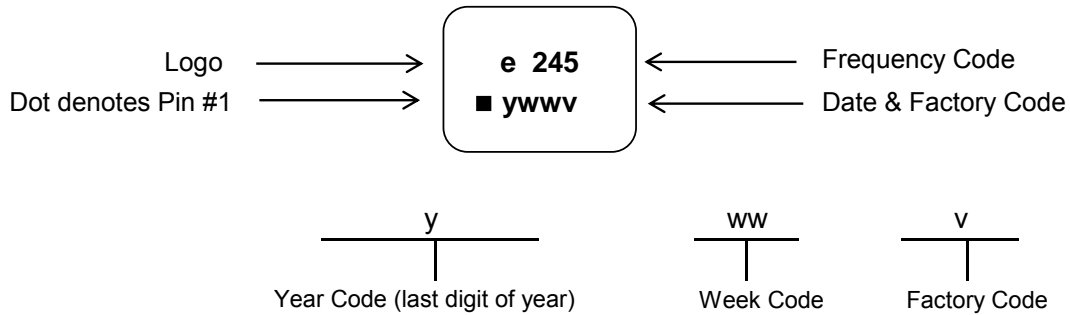 Logo e 245 Frequency Code
Dot denotes Pin #1 ■ ywwv Date & Factory Code
y ww v
Year Code (last digit of year) Week Code Factory Code